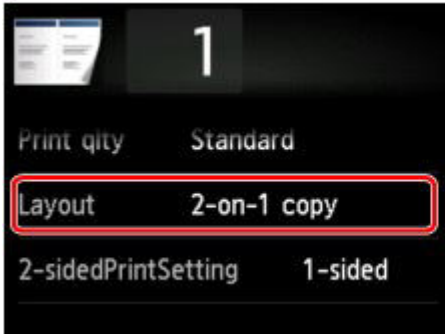 1
Print qlty Standard
Layout 2-on-1 copy
2-sidedPrintSetting 1-sided